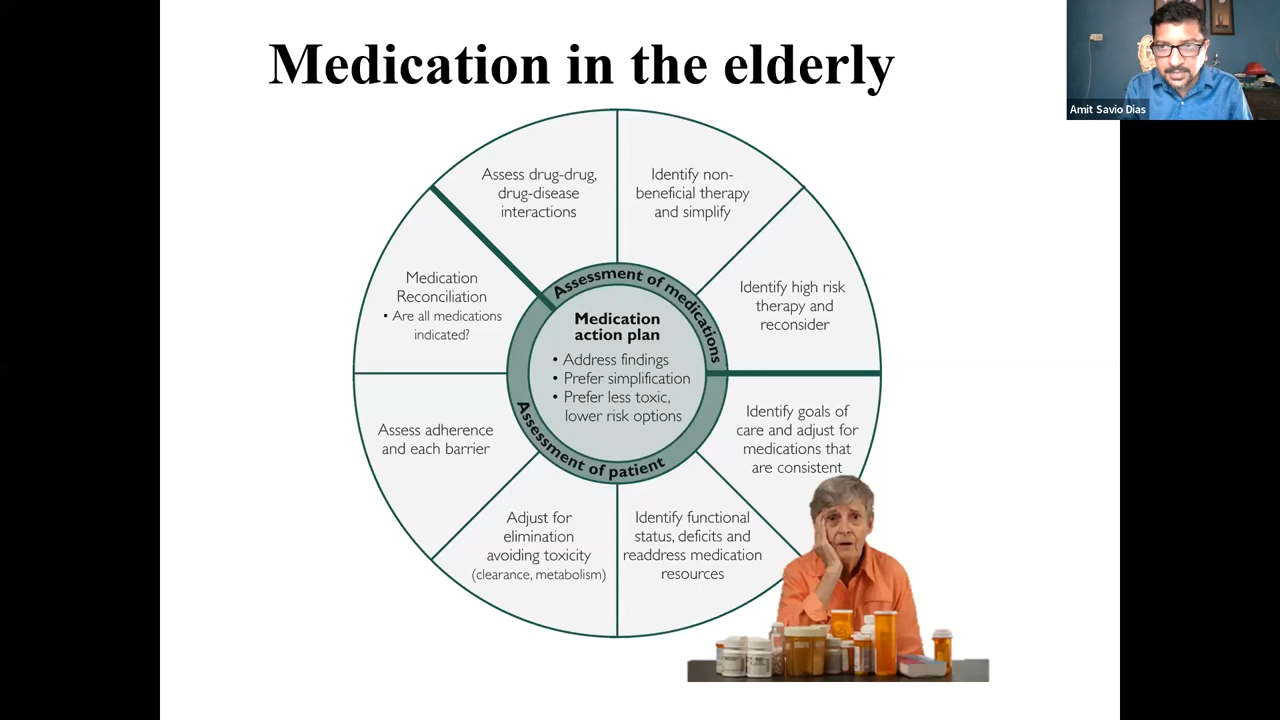 Medication in the elderly
Amit Savio Dias
Assess drug-drug,
drug-disease
interactions
Identify non-
beneficial therapy
and simplify
Identify high risk
therapy and
reconsider
Identify goals of
care and adjust for
medications that
are consistent
Identify functional
status, deficits and
readdress medication
resources
Adjust for
elimination
avoiding toxicity
(clearance, metabolism)
Assess adherence
and each barrier
Medication
Reconciliation
• Are all medications
indicated?
Assessment of medications
Assessment of patient
Medication
action plan
• Address findings
• Prefer simplification
• Prefer less toxic,
lower risk options